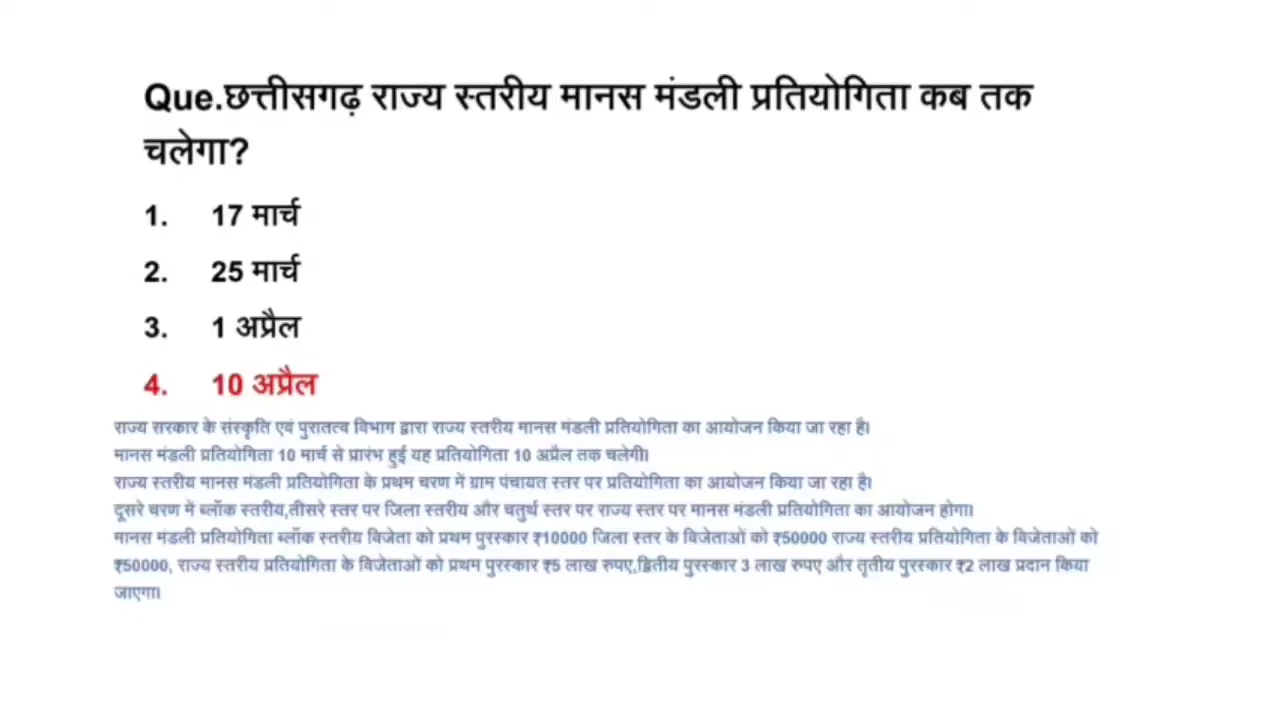 Que.छत्तीसगढ़ राज्य स्तरीय मानस मंडली प्रतियोगिता कब तक
चलेगा?
1. 17 मार्च
2. 25 मार्च
3. 1 अप्रैल
4. 10 अप्रैल
राज्य सरकार के संस्कृति एवं पुरातत्व विभाग द्वारा राज्य स्तरीय मानस मंडली प्रतियोगिता का आयोजन किया जा रहा है।
मानस मंडली प्रतियोगिता 10 मार्च से प्रारंभ हुई यह प्रतियोगिता 10 अप्रैल तक चलेगी।
राज्य स्तरीय मानस मंडली प्रतियोगिता के प्रथम चरण में ग्राम पंचायत स्तर पर प्रतियोगिता का आयोजन किया जा रहा है।
दूसरे चरण में ब्लॉक स्तरीय,तीसरे स्तर पर जिला स्तरीय और चतुर्थ स्तर पर राज्य स्तर पर मानस मंडली प्रतियोगिता का आयोजन होगा।
मानस मंडली प्रतियोगिता ब्लॉक स्तरीय विजेता को प्रथम पुरस्कार ₹10000 जिला स्तर के विजेताओं को ₹50000 राज्य स्तरीय प्रतियोगिता के विजेताओं को
₹50000, राज्य स्तरीय प्रतियोगिता के विजेताओं को प्रथम पुरस्कार ₹5 लाख रुपए,द्वितीय पुरस्कार 3 लाख रुपए और तृतीय पुरस्कार ₹2 लाख प्रदान किया
जाएगा।